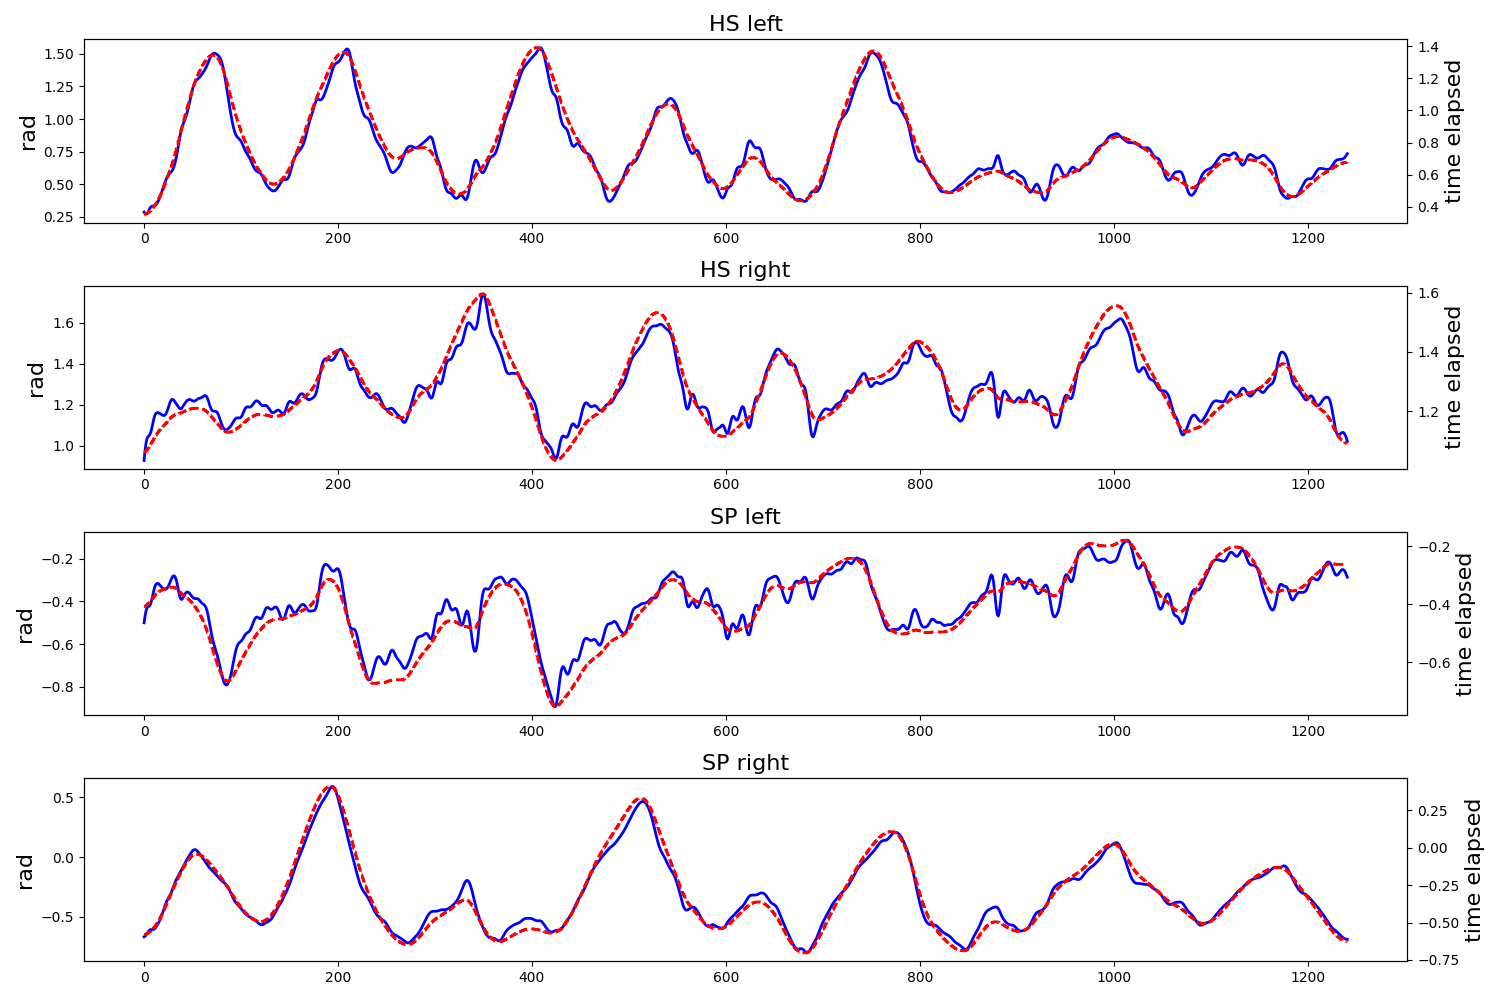 HS left
1.50
1.25
1.00
0.75
0.50
0.25
rad
1.4
1.2
1.0
0.8
0.6
0.4
time elapsed
0 200 400 600 800 1000 1200
HS right
1.6
1.4
1.2
1.0
rad
1.6
1.4
1.2
time elapsed
0 200 400 600 800 1000 1200
SP left
−0.2
−0.4
−0.6
−0.8
rad
−0.2
−0.4
−0.6
time elapsed
0 200 400 600 800 1000 1200
SP right
0.5
0.0
−0.5
rad
0.25
0.00
−0.25
−0.50
−0.75
time elapsed
0 200 400 600 800 1000 1200